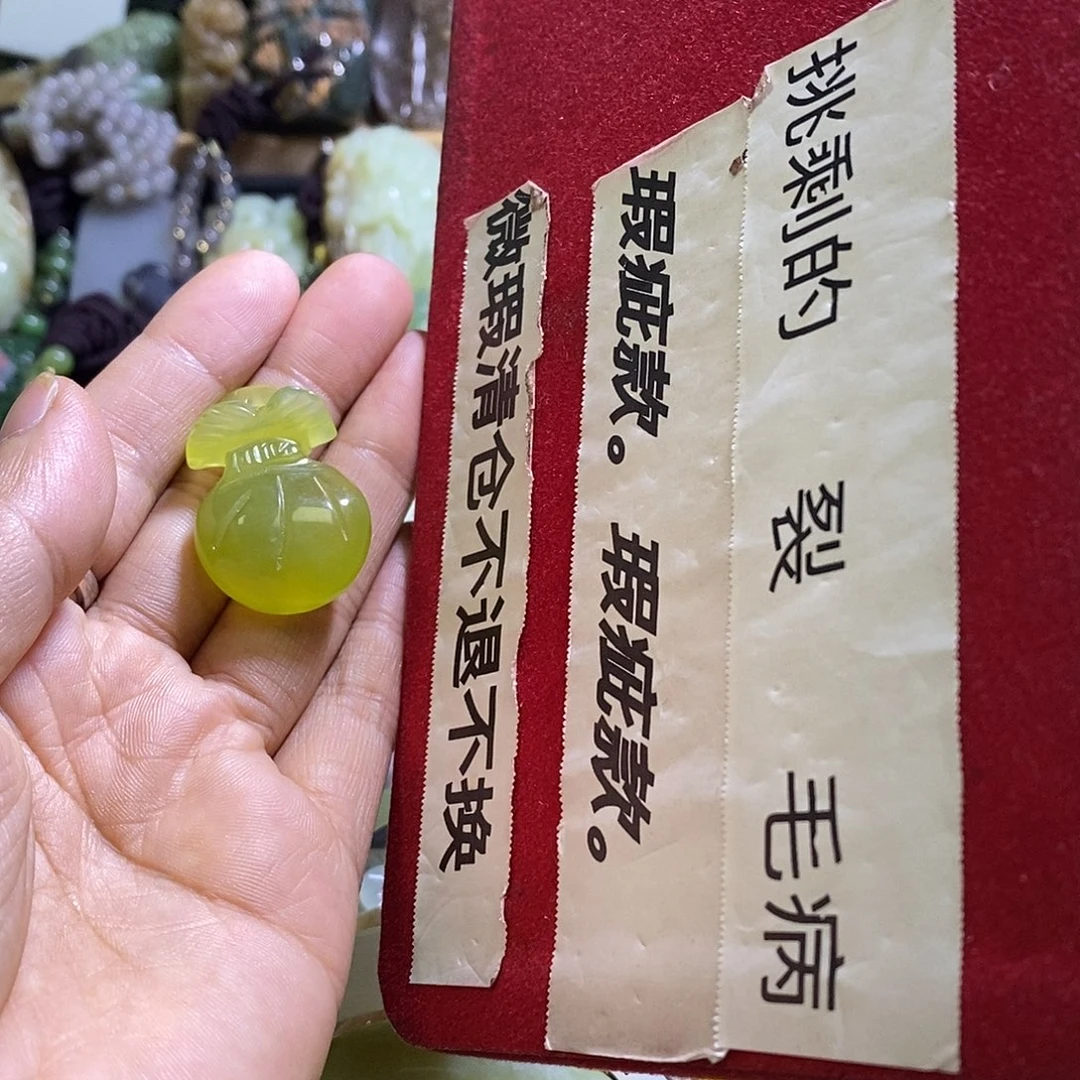 挑剩的 裂 毛病
瑕疵款。 瑕疵款。
微瑕清仓不退不换